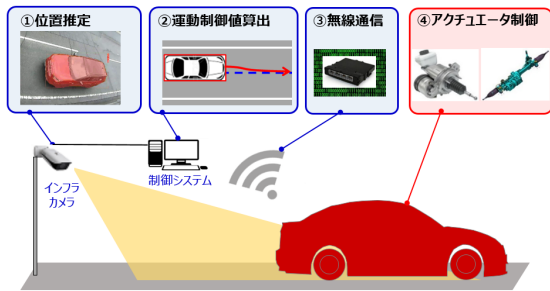 ①位置推定
②運動制御値算出
③無線通信
④アクチュエータ制御
制御システム
インフラ
カメラ